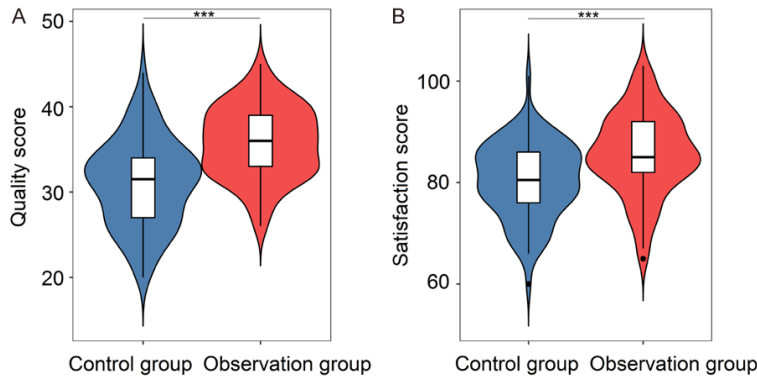 A
***
Quality score
50
40
30
20
Control group
Observation group
B
***
Satisfaction score
100
80
60
Control group
Observation group